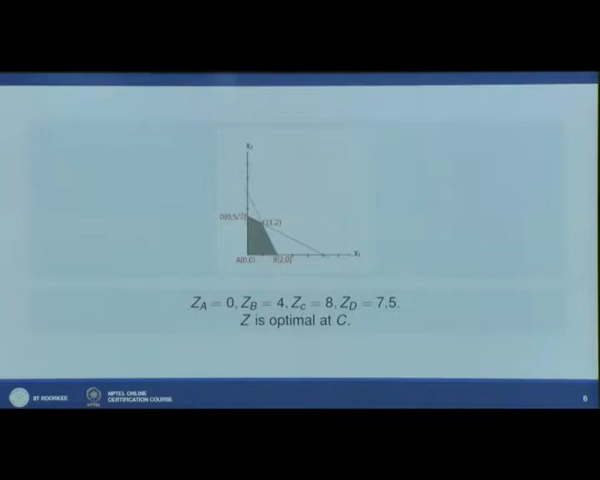 X₂
D(0,5/2)
C(1,2)
A(0,0)
B(2,0)
X₁
Z_A = 0, Z_B = 4, Z_c = 8, Z_D = 7.5.
Z is optimal at C.
IIT ROORKEE
NPTEL ONLINE
CERTIFICATION COURSE
6